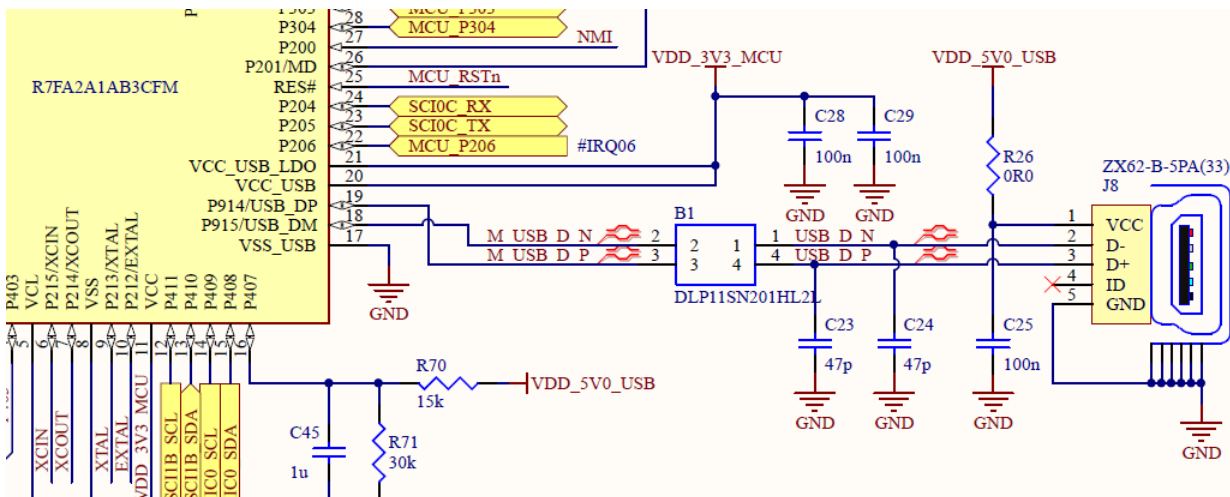 P304
28
MCU_P304
P200
27
NMI
P201/MD
26
RES#
25
MCU_RSTn
P204
24
SCI0C_RX
P205
23
SCI0C_TX
P206
22
MCU_P206
#IRQ06
VCC_USB_LDO
21
VCC_USB
20
P914/USB_DP
19
P915/USB_DM
18
VSS_USB
17
R7FA2A1AB3CFM
GND
P403
VCL
5
P215/XCIN
6
XCIN
P214/XCOUT
7
XCOUT
VSS
8
P213/XTAL
9
XTAL
P212/EXTAL
10
EXTAL
VCC
11
VDD_3V3_MCU
P411
12
SCI1B_SCL
P410
13
SCI1B_SDA
P409
14
IIC0_SCL
P408
15
IIC0_SDA
P407
16
C45
1u
R71
30k
R70
15k
VDD_5V0_USB
M_USB_D_N
M_USB_D_P
B1
2
2
1
1
3
3
4
4
DLP11SN201HL2L
USB_D_N
USB_D_P
VDD_3V3_MCU
C28
100n
GND
C29
100n
GND
C23
47p
GND
C24
47p
GND
VDD_5V0_USB
R26
0R0
C25
100n
GND
ZX62-B-5PA(33)
J8
1
VCC
2
D-
3
D+
4
ID
5
GND
GND